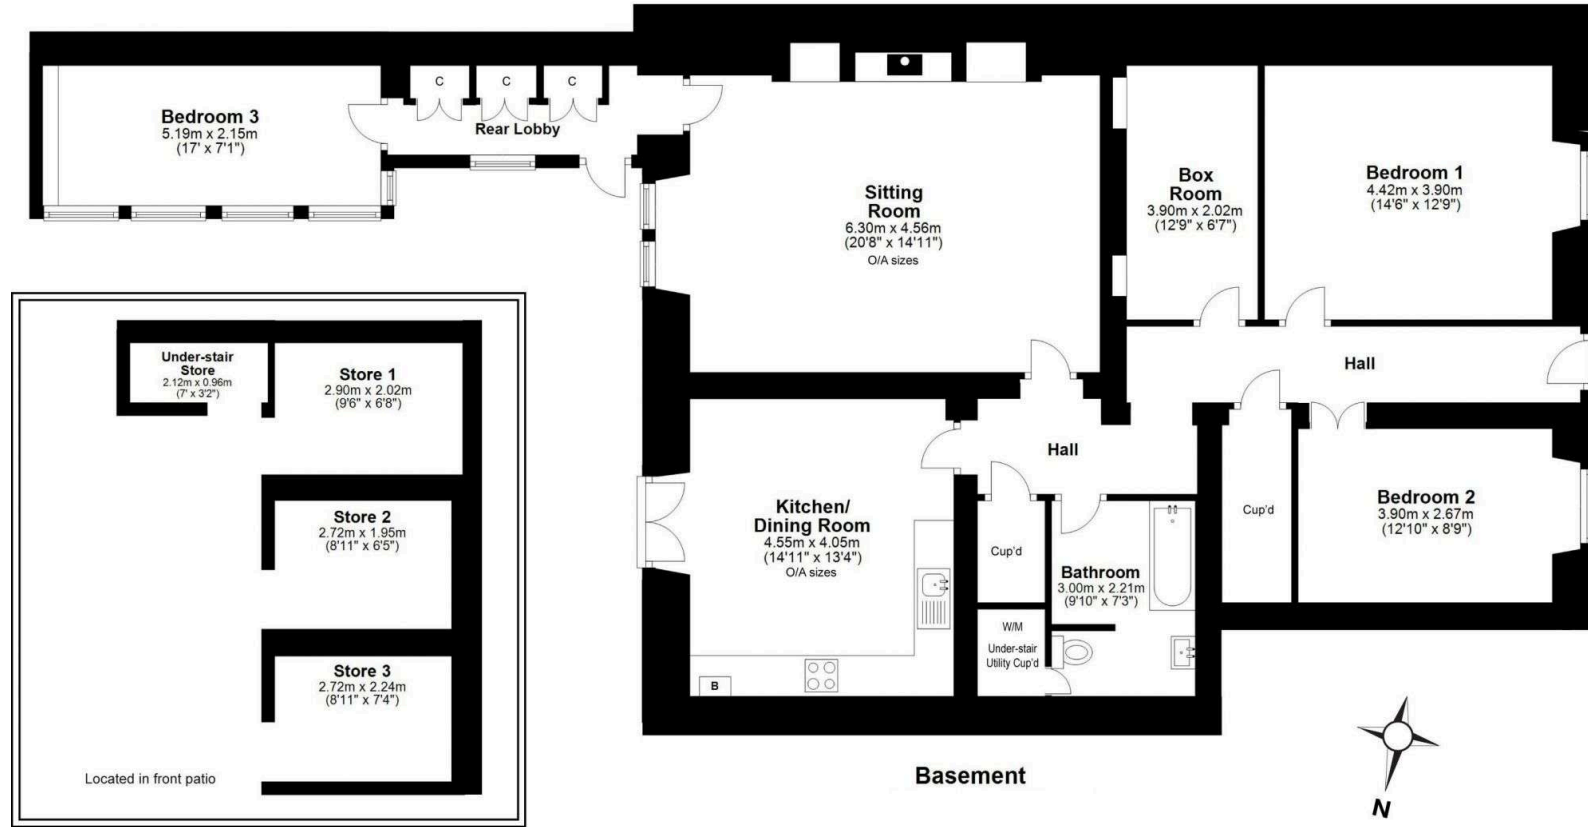 Bedroom 3
5.19m x 2.15m
(17' x 7'1")
C
C
C
Rear Lobby
Sitting
Room
6.30m x 4.56m
(20'8" x 14'11")
O/A sizes
Box
Room
3.90m x 2.02m
(12'9" x 6'7")
Bedroom 1
4.42m x 3.90m
(14'6" x 12'9")
Hall
Under-stair
Store
2.12m x 0.96m
(7' x 3'2")
Store 1
2.90m x 2.02m
(9'6" x 6'8")
Store 2
2.72m x 1.95m
(8'11" x 6'5")
Store 3
2.72m x 2.24m
(8'11" x 7'4")
Located in front patio
Kitchen/
Dining Room
4.55m x 4.05m
(14'11" x 13'4")
O/A sizes
B
Hall
Cup'd
W/M
Under-stair
Utility Cup'd
Bathroom
3.00m x 2.21m
(9'10" x 7'3")
Cup'd
Bedroom 2
3.90m x 2.67m
(12'10" x 8'9")
Basement
N